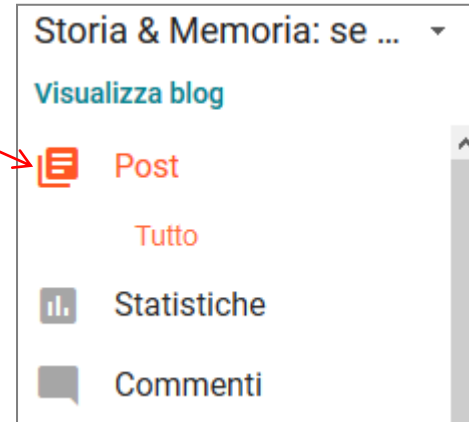 Storia & Memoria: se ...
Visualizza blog
Post
Tutto
Statistiche
Commenti